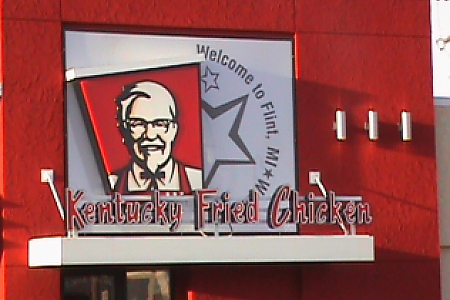 Welcome to Flint, MI★W
Kentucky Fried Chicken